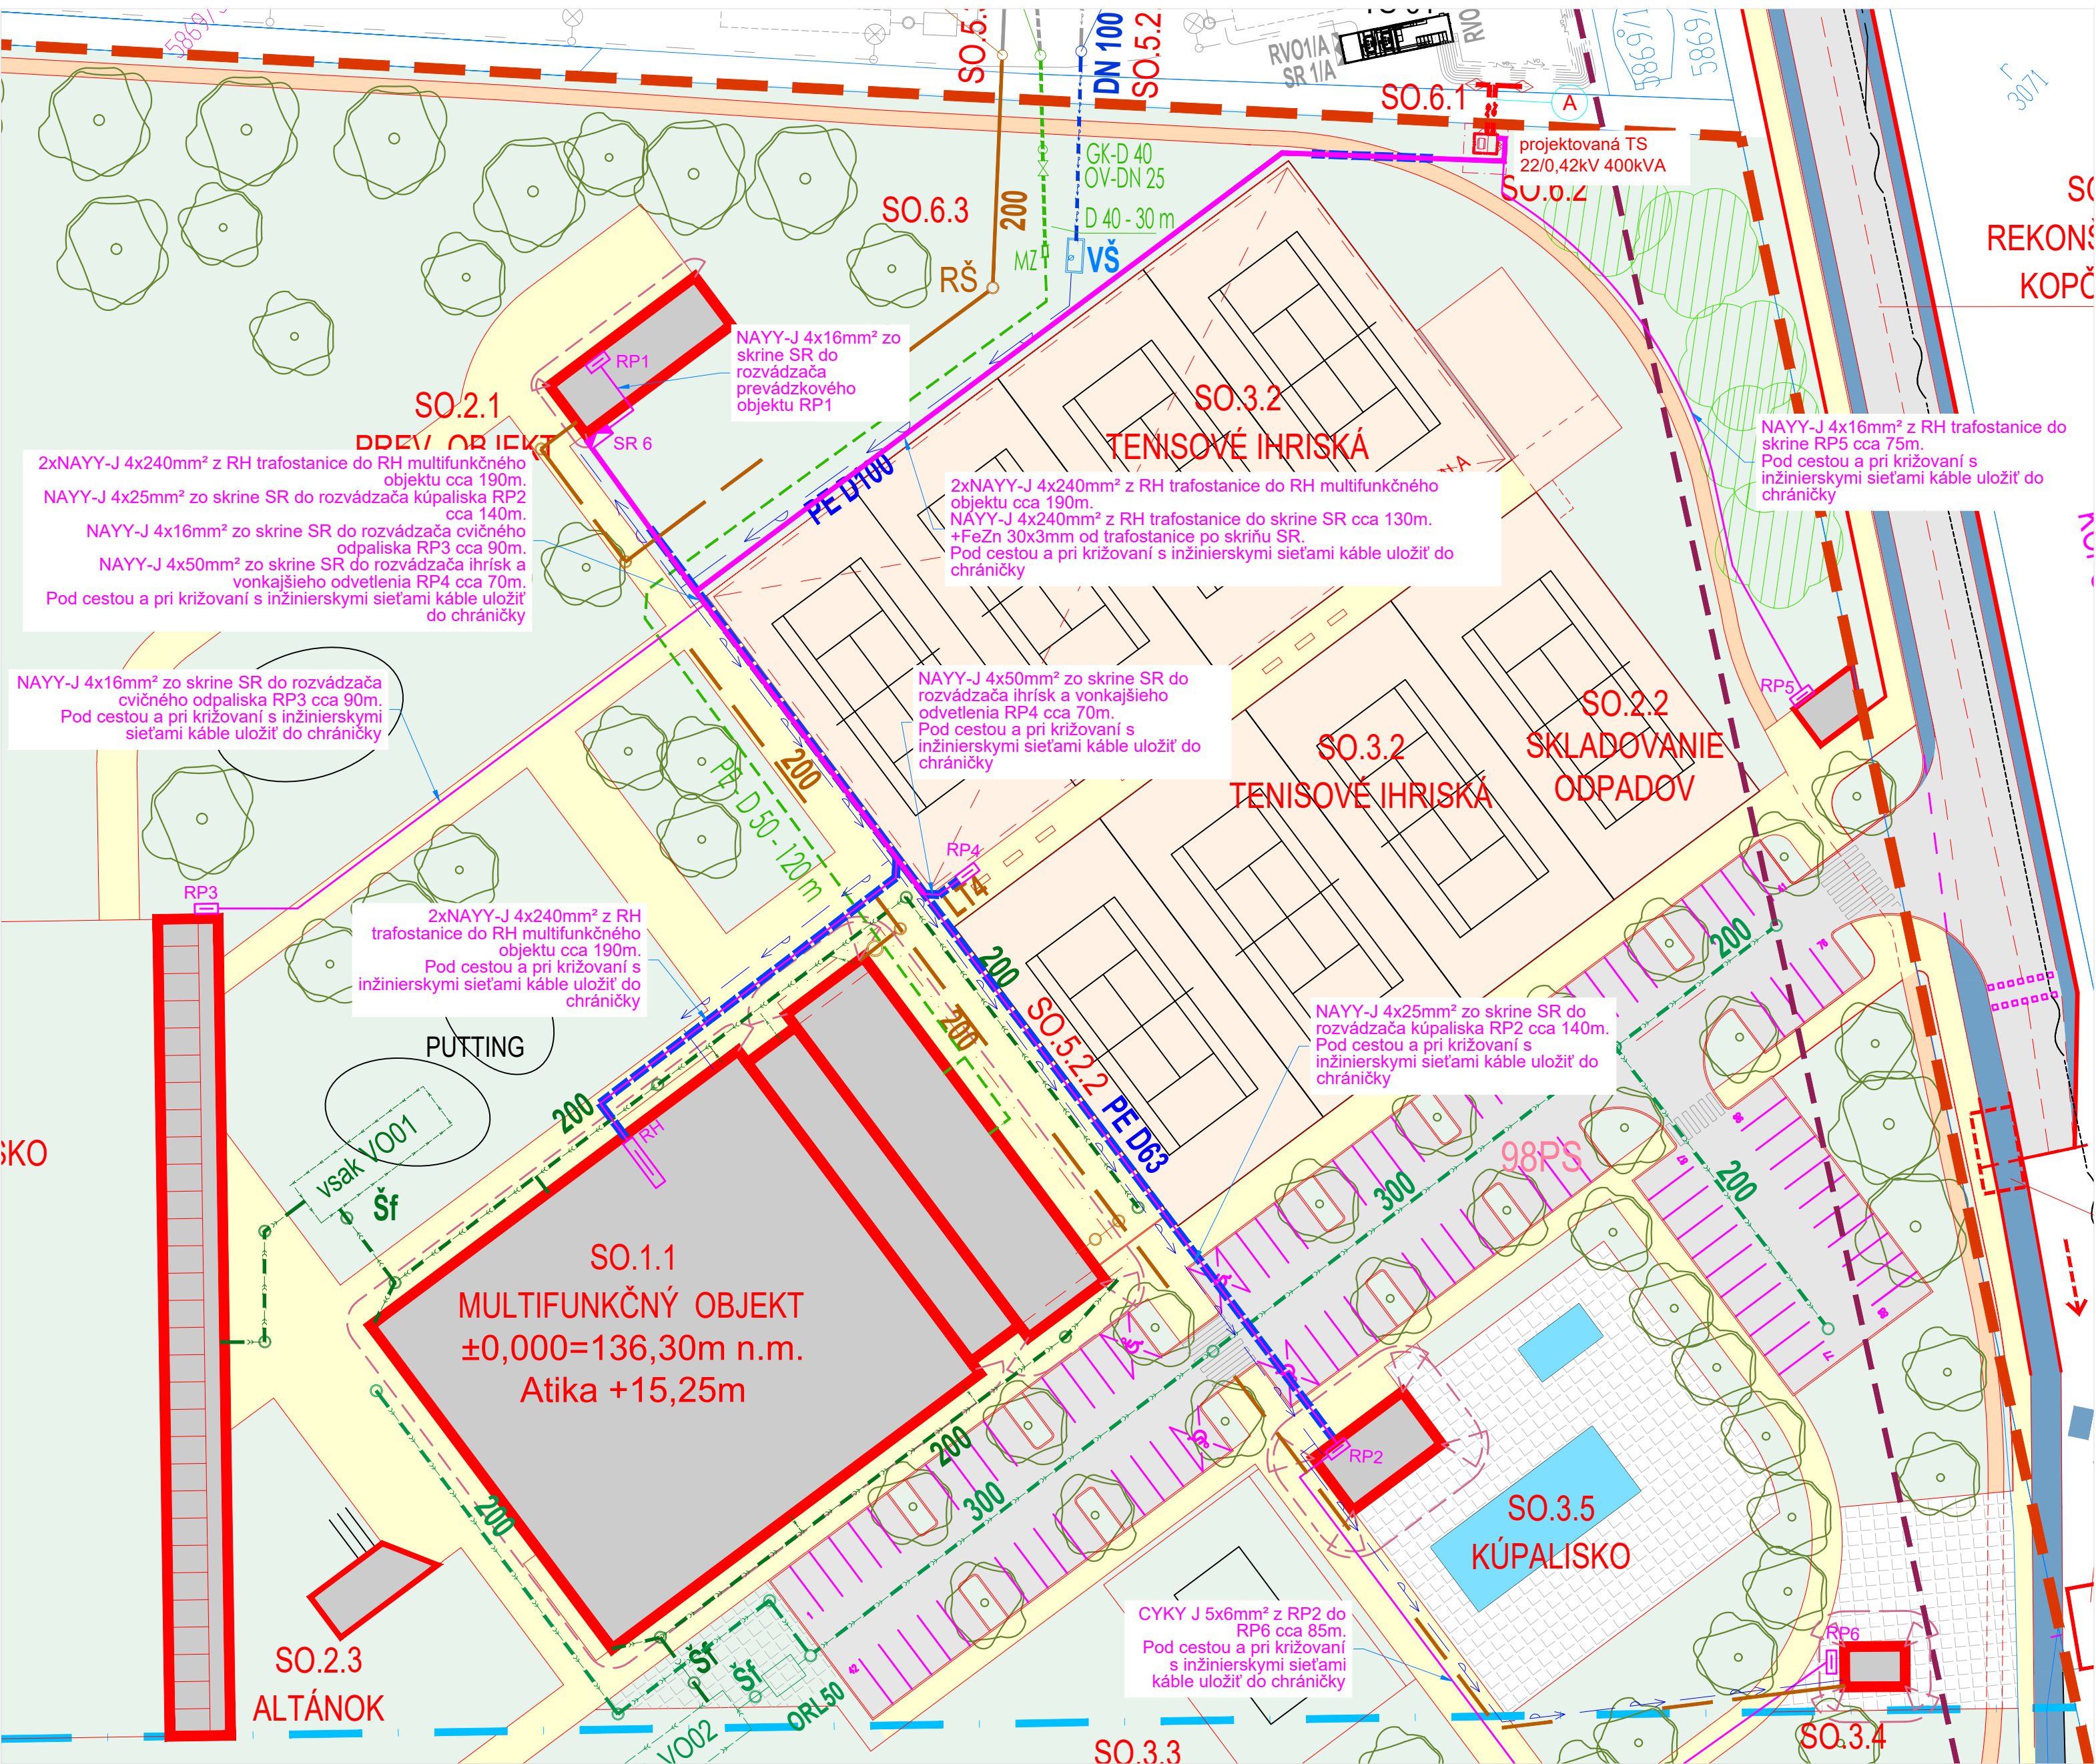 5869/
SO.5.
DN 100
SO.5.2
RVO1/A
SR 1/A
RVO
5869/1
5869/
3071
SO.6.1
A
projektovaná TS
22/0,42kV 400kVA
SO.6.2
GK-D 40
OV-DN 25
D 40 - 30 m
SO.6.3
200
MZ
VŠ
RŠ
REKONŠ
KOPČ
NAYY-J 4x16mm² zo
skrine SR do
rozvádzača
prevádzkového
objektu RP1
RP1
SR 6
SO.2.1
PREV. OBJEKT
SO.3.2
TENISOVÉ IHRISKÁ
PE D100
NAYY-J 4x16mm² z RH trafostanice do
skrine RP5 cca 75m.
Pod cestou a pri križovaní s
inžinierskymi sieťami káble uložiť do
chráničky
2xNAYY-J 4x240mm² z RH trafostanice do RH multifunkčného
objektu cca 190m.
NAYY-J 4x25mm² zo skrine SR do rozvádzača kúpaliska RP2
cca 140m.
NAYY-J 4x16mm² zo skrine SR do rozvádzača cvičného
odpaliska RP3 cca 90m.
NAYY-J 4x50mm² zo skrine SR do rozvádzača ihrísk a
vonkajšieho odvetlenia RP4 cca 70m.
Pod cestou a pri križovaní s inžinierskymi sieťami káble uložiť
do chráničky
2xNAYY-J 4x240mm² z RH trafostanice do RH multifunkčného
objektu cca 190m.
NAYY-J 4x240mm² z RH trafostanice do skrine SR cca 130m.
+FeZn 30x3mm od trafostanice po skriňu SR.
Pod cestou a pri križovaní s inžinierskymi sieťami káble uložiť do
chráničky
NAYY-J 4x16mm² zo skrine SR do rozvádzača
cvičného odpaliska RP3 cca 90m.
Pod cestou a pri križovaní s inžinierskymi
sieťami káble uložiť do chráničky
NAYY-J 4x50mm² zo skrine SR do
rozvádzača ihrísk a vonkajšieho
odvetlenia RP4 cca 70m.
Pod cestou a pri križovaní s
inžinierskymi sieťami káble uložiť do
chráničky
RP5
SO.2.2
SKLADOVANIE
ODPADOV
SO.3.2
TENISOVÉ IHRISKÁ
200
PE - D 50 - 120 m
RP4
LT4
RP3
2xNAYY-J 4x240mm² z RH
trafostanice do RH multifunkčného
objektu cca 190m.
Pod cestou a pri križovaní s
inžinierskymi sieťami káble uložiť do
chráničky
PUTTING
200
200
200
SO.5.2.2
PE D63
NAYY-J 4x25mm² zo skrine SR do
rozvádzača kúpaliska RP2 cca 140m.
Pod cestou a pri križovaní s
inžinierskymi sieťami káble uložiť do
chráničky
200
RH
vsak VO01
Šf
SKO
98PS
300
200
SO.1.1
MULTIFUNKČNÝ OBJEKT
±0,000=136,30m n.m.
Atika +15,25m
200
200
300
RP2
SO.3.5
KÚPALISKO
CYKY J 5x6mm² z RP2 do
RP6 cca 85m.
Pod cestou a pri križovaní
s inžinierskymi sieťami
káble uložiť do chráničky
RP6
42
Šf
Šf
ORL50
VO02
SO.2.3
ALTÁNOK
SO.3.3
SO.3.4